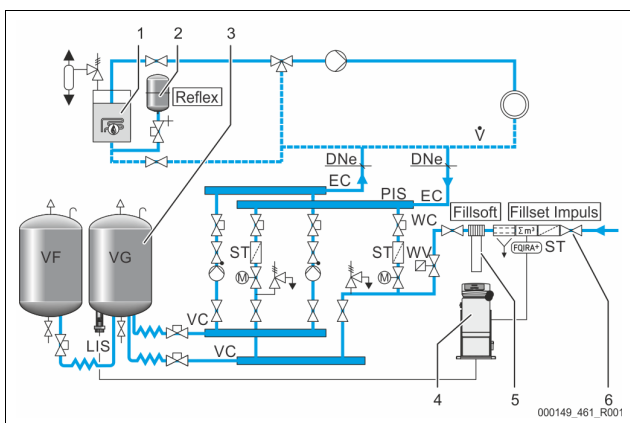 1 2 3
Reflex
V̇
DNe DNe
EC PIS EC
WC Fillsoft Fillset Impuls
Σm³
VF VG ST ST WV FQIRA+ ST
M M
LIS VC
VC
4 5 6
000149_461_R001